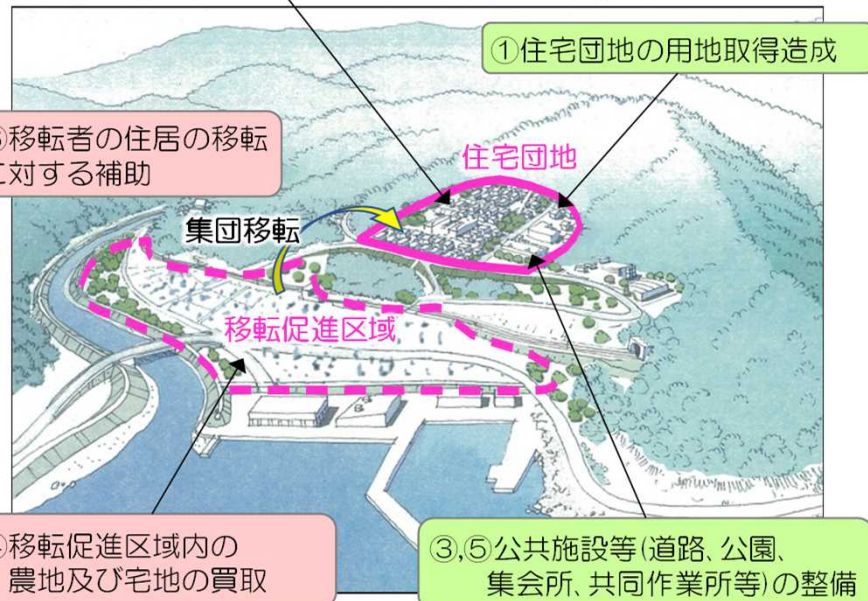 ①住宅団地の用地取得造成
移転者の住居の移転
に対する補助
住宅団地
集団移転
移転促進区域
移転促進区域内の
農地及び宅地の買取
③,⑤公共施設等(道路、公園、
集会所、共同作業所等)の整備